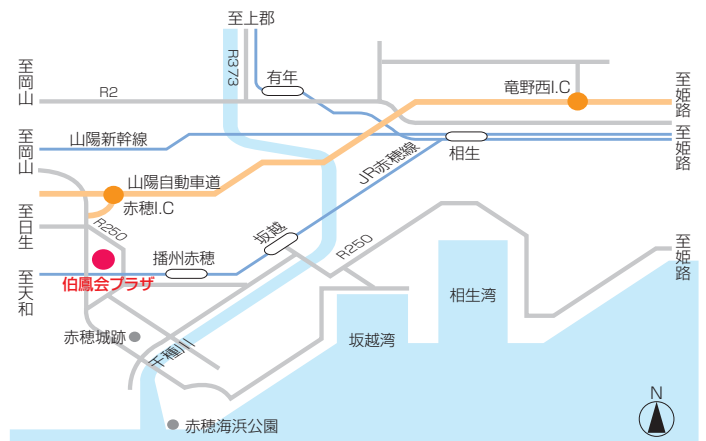 至上郡
R373
至岡山
R2
有年
竜野西I.C
至姫路
至岡山
山陽新幹線
相生
至姫路
JR赤穂線
山陽自動車道
赤穂I.C
至日生
R250
坂越
R250
播州赤穂
至姫路
至天和
伯鳳会プラザ
相生湾
赤穂城跡
千種川
坂越湾
赤穂海浜公園
N